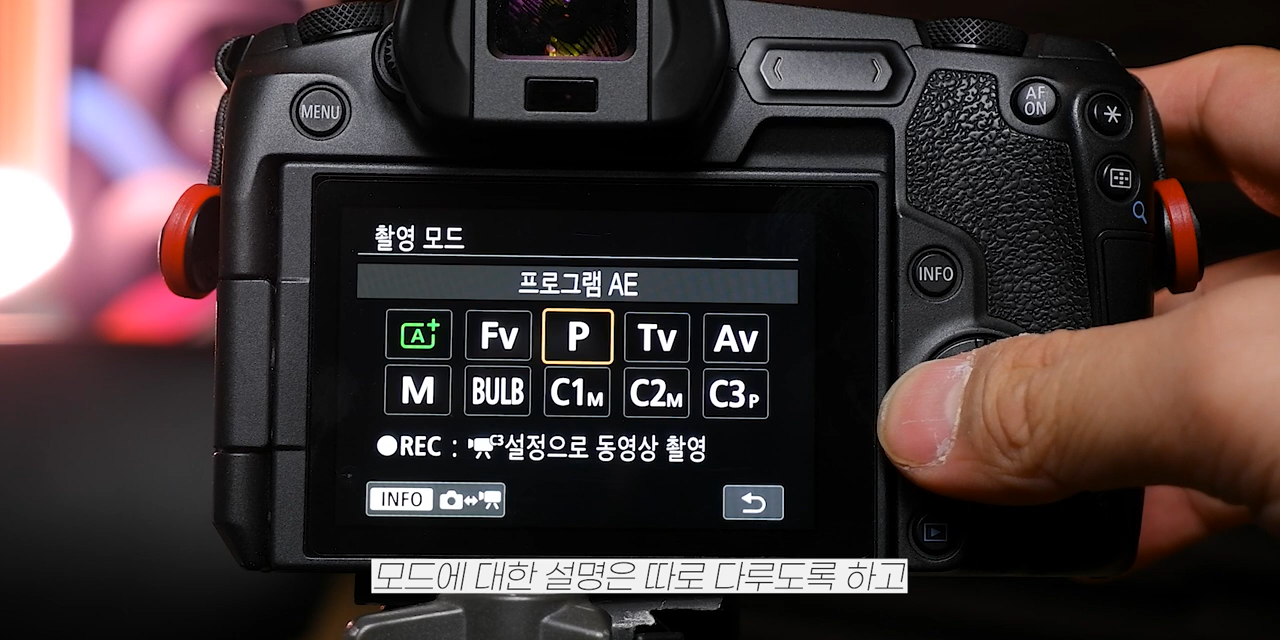 MENU
AF
ON
INFO
촬영 모드
프로그램 AE
A+ Fv P Tv Av
M BULB C1M C2M C3P
●REC : C3설정으로 동영상 촬영
INFO
모드에 대한 설명은 따로 다루도록 하고